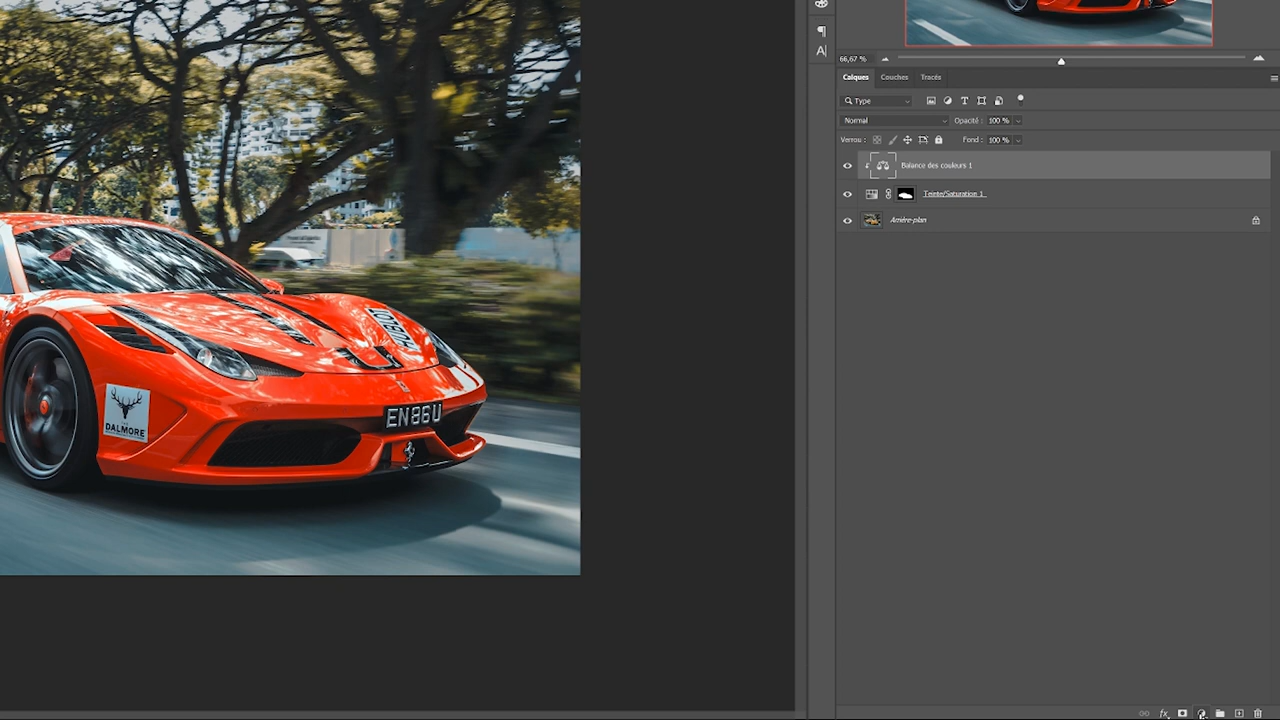 66,67 %
Calques Couches Tracés
Type
Normal Opacité : 100 %
Verrou : Fond : 100 %
Balance des couleurs 1
Teinte/Saturation 1
Arrière-plan
EN86U
DALMORE
fx